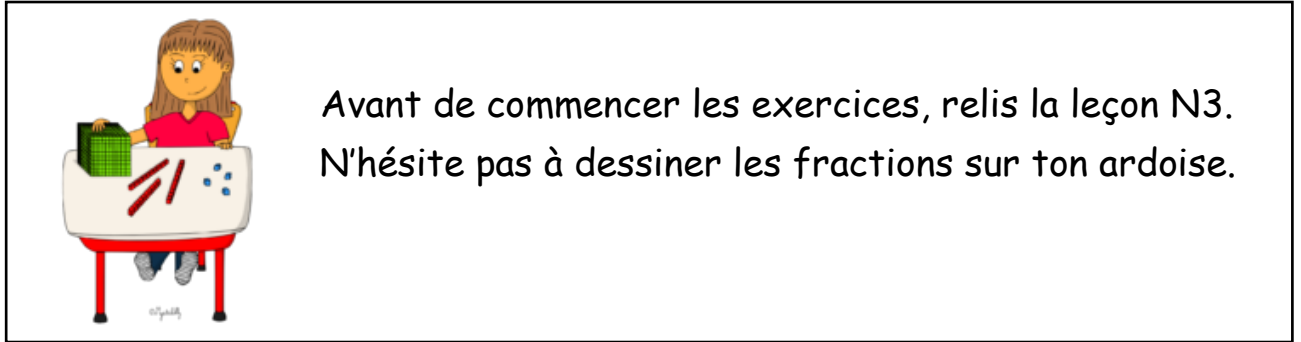 Avant de commencer les exercices, relis la leçon N3.
N'hésite pas à dessiner les fractions sur ton ardoise.